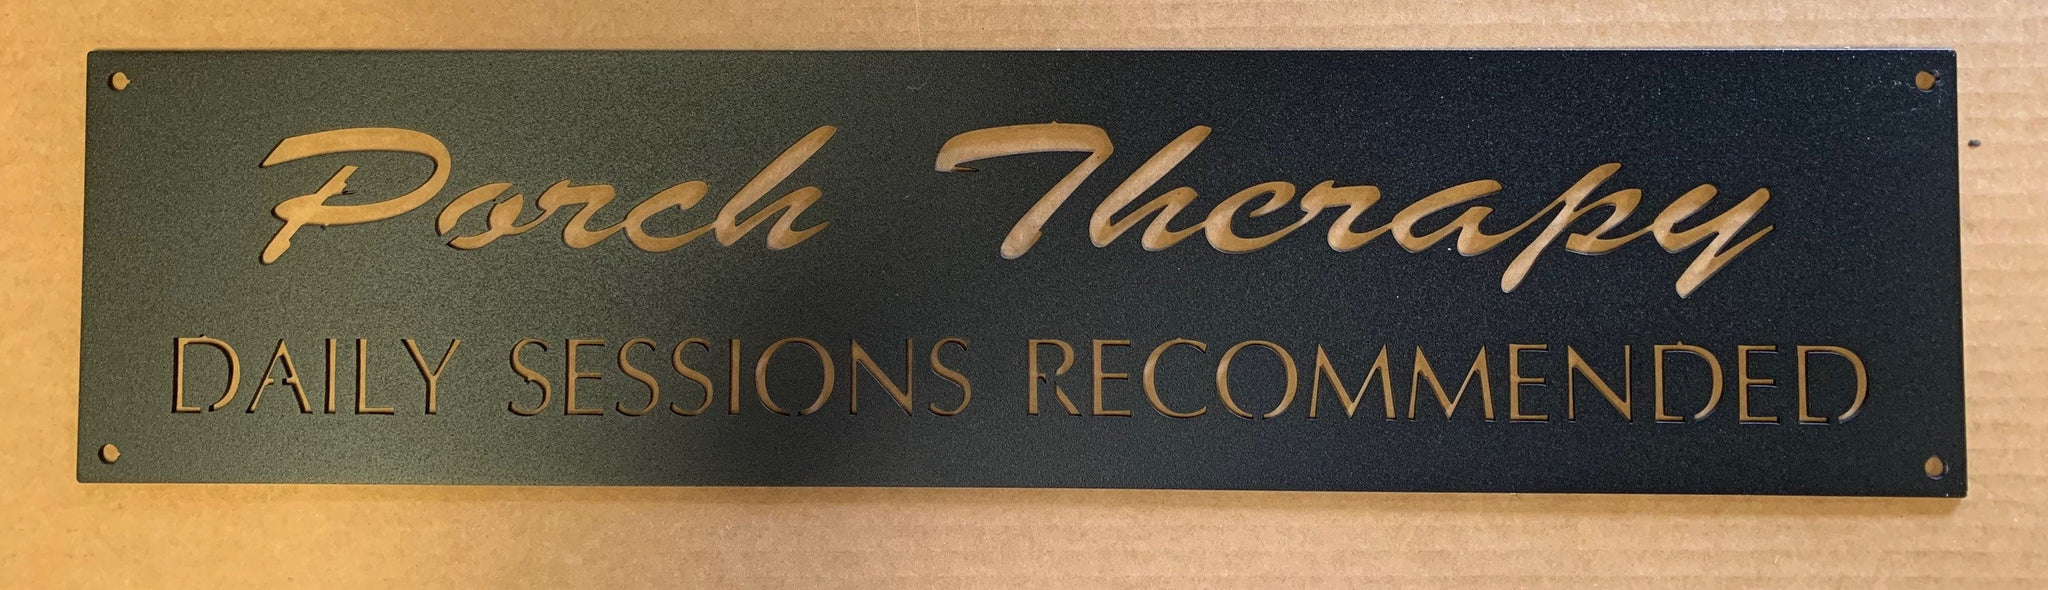 Porch Therapy
DAILY SESSIONS RECOMMENDED